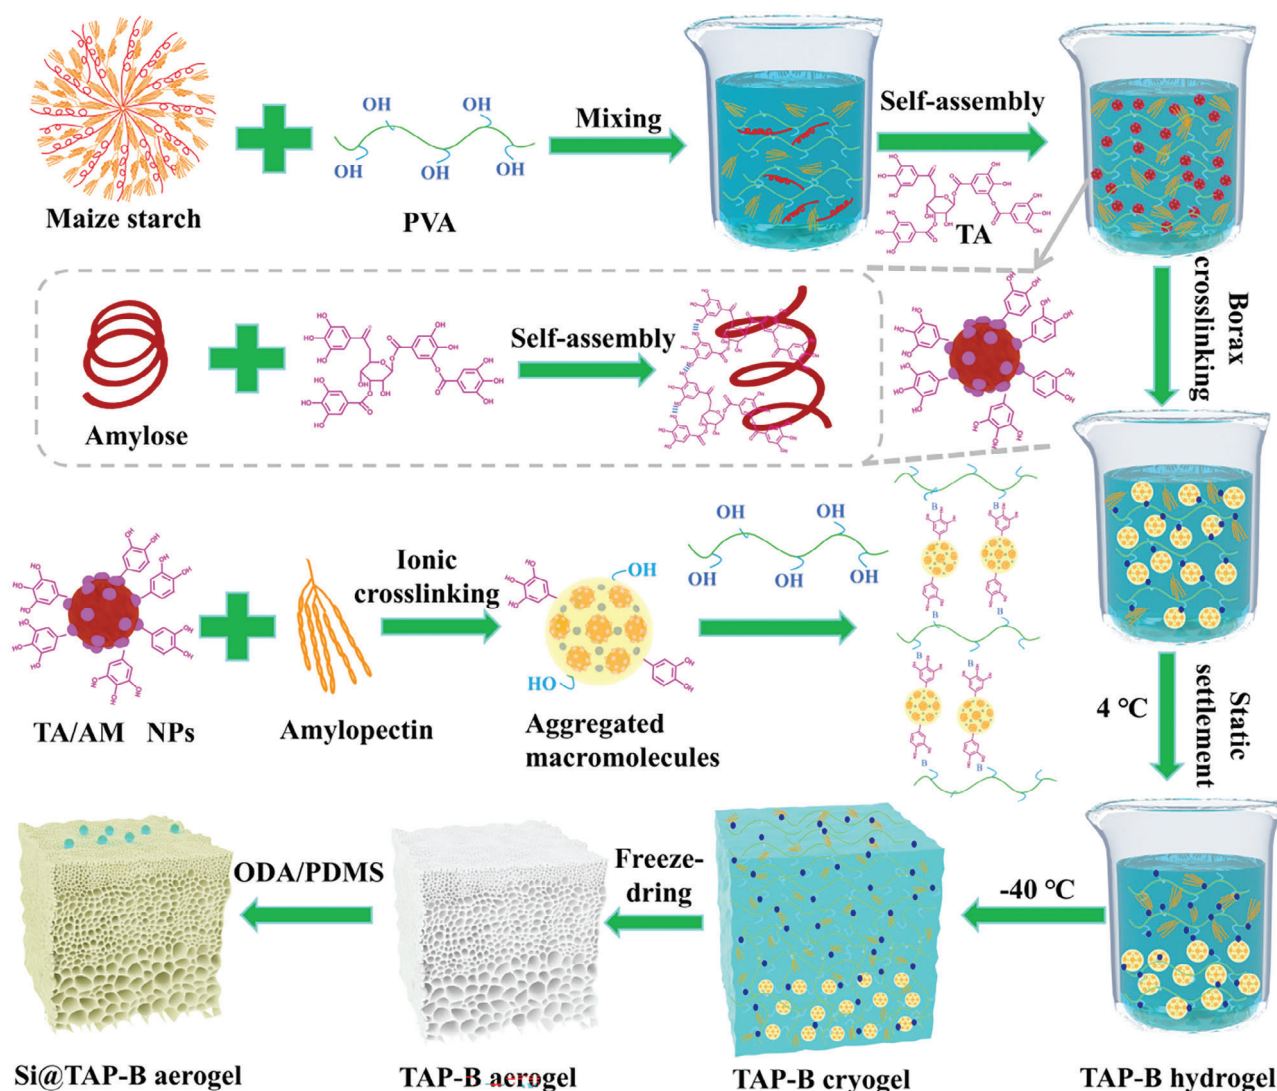 OH OH
OH OH OH
Maize starch
PVA
Mixing
Self-assembly
TA
Borax
crosslinking
Amylose
Self-assembly
TA/AM NPs
Amylopectin
Ionic
crosslinking
OH
HO
Aggregated
macromolecules
OH OH
OH OH OH
B B
B B
B B
B B
4 °C
Static
settlement
ODA/PDMS
Freeze-
dring
-40 °C
Si@TAP-B aerogel
TAP-B aerogel
TAP-B cryogel
TAP-B hydrogel